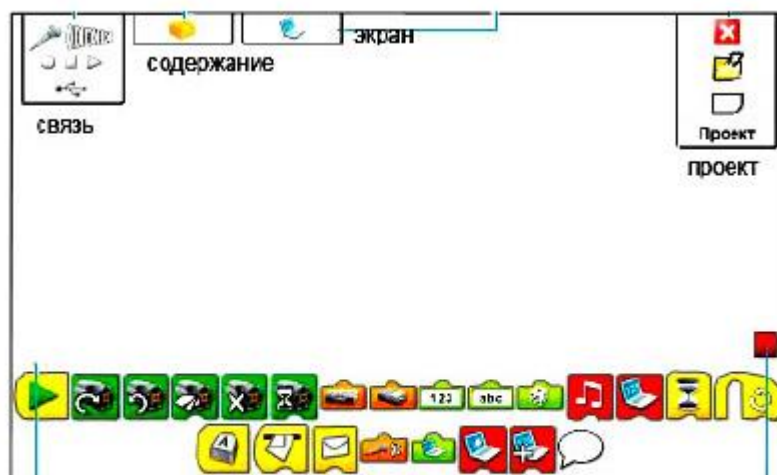 экран
содержание
связь
Проект
проект
123
abc
A